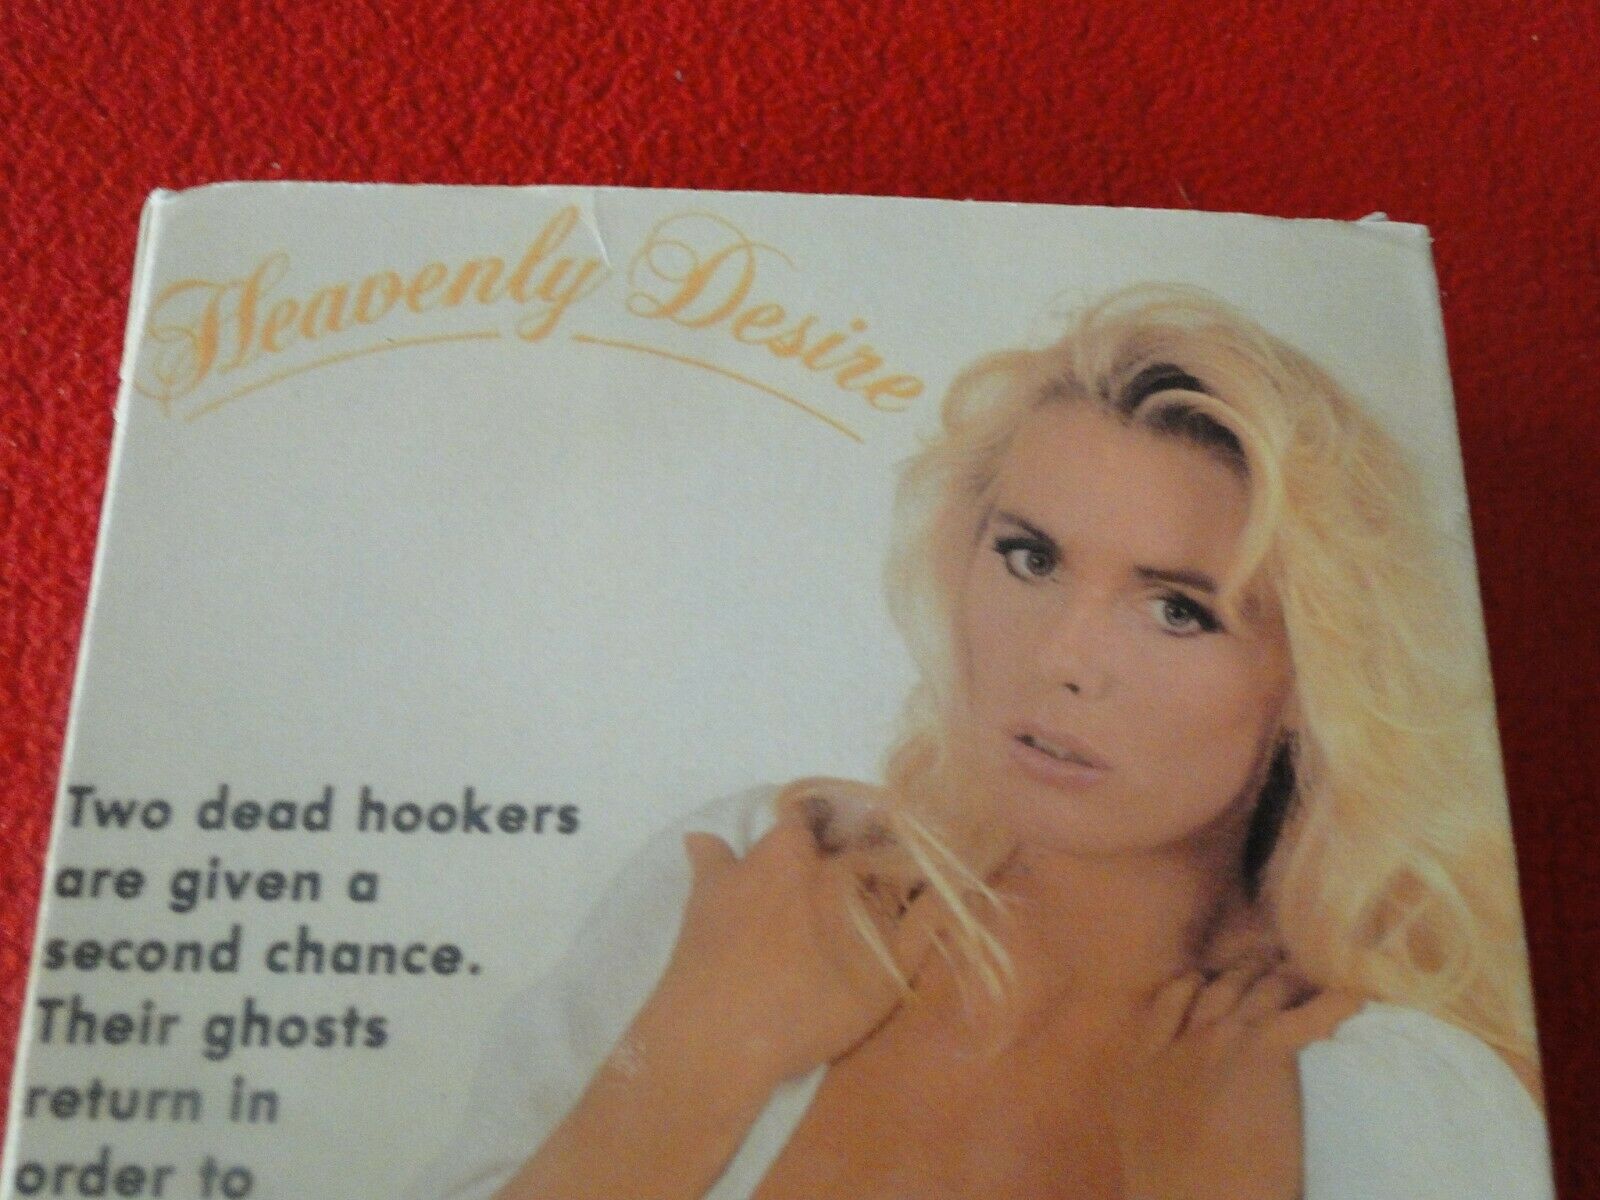 Heavenly Desire
Two dead hookers
are given a
second chance.
Their ghosts
return in
order to